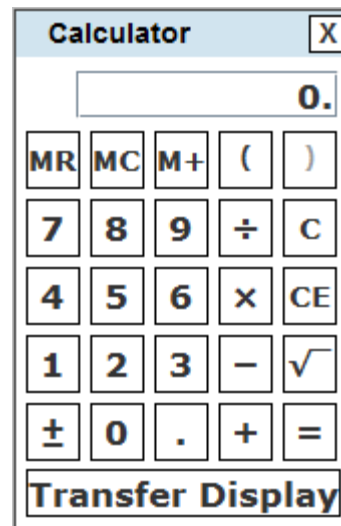 Calculator X
0.
MR MC M+ ( )
7 8 9 ÷ C
4 5 6 × CE
1 2 3 − √
± 0 . + =
Transfer Display